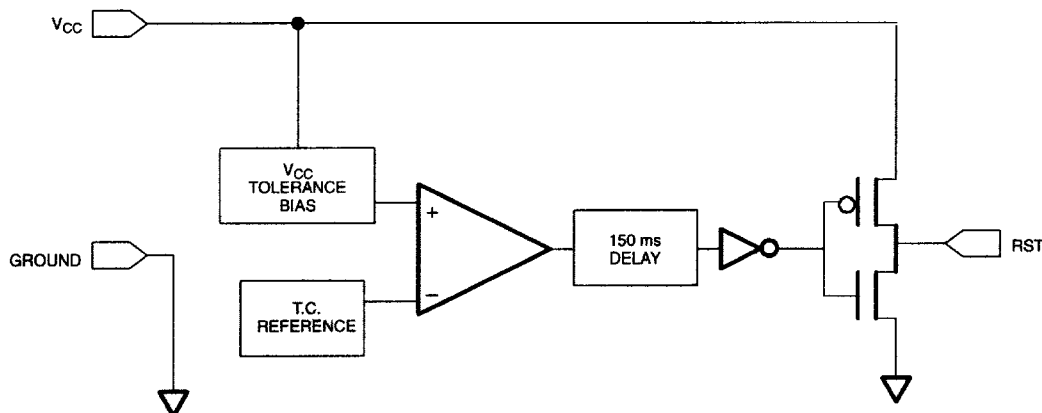 VCC
VCC
TOLERANCE
BIAS
+
150 ms
DELAY
GROUND
RST
−
T.C.
REFERENCE